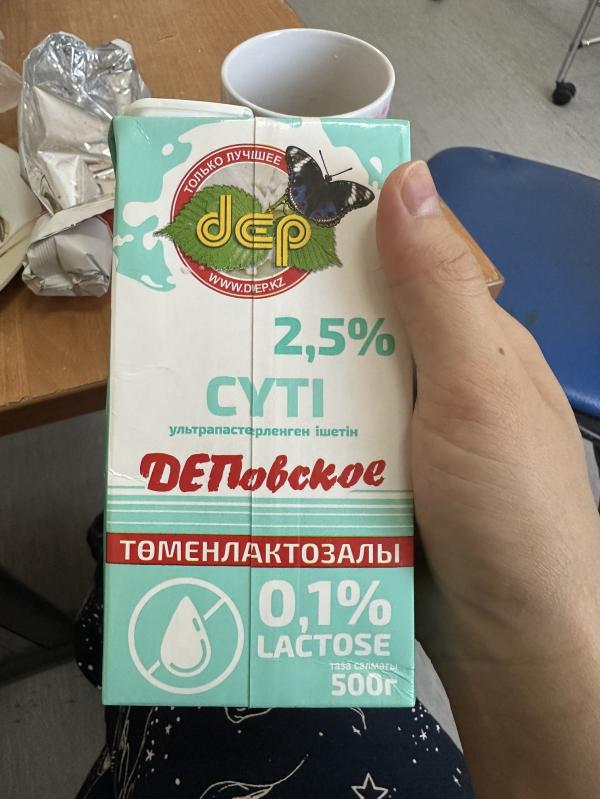 ТОЛЬКО ЛУЧШЕЕ
dep
WWW.DEP.KZ
2,5%
СҮТІ
ультрапастерленген ішетін
ДЕПовское
ТӨМЕНЛАКТОЗАЛЫ
0,1%
LACTOSE
таза салмағы
500г